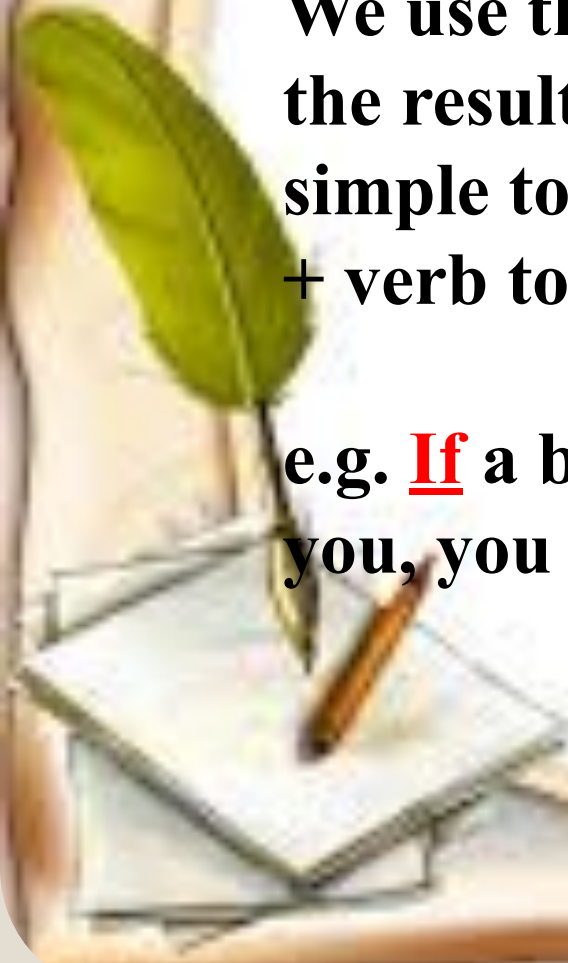 We use
the result
simple to
+ verb to
e.g. If a
you, you